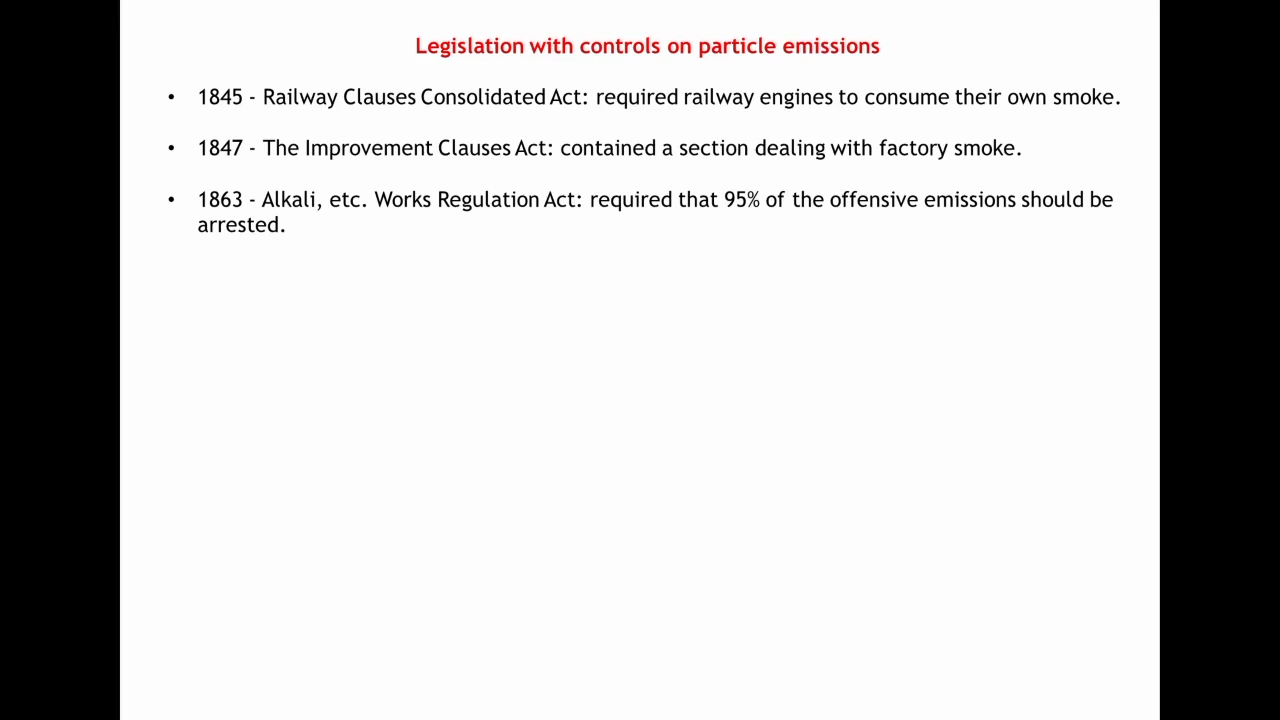 Legislation with controls on particle emissions
• 1845 - Railway Clauses Consolidated Act: required railway engines to consume their own smoke.
• 1847 - The Improvement Clauses Act: contained a section dealing with factory smoke.
• 1863 - Alkali, etc. Works Regulation Act: required that 95% of the offensive emissions should be
arrested.